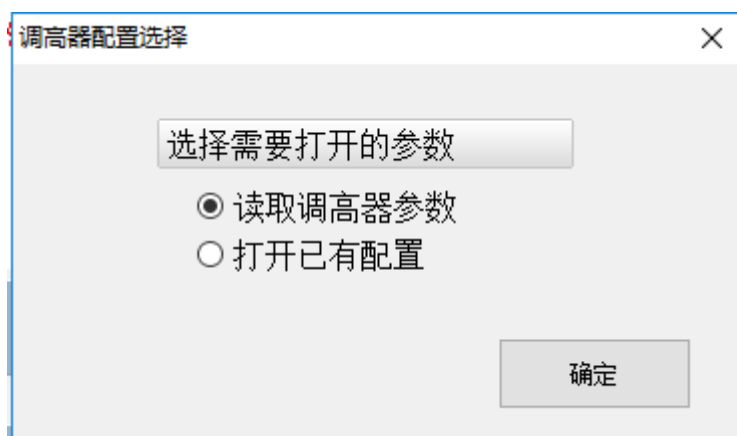 调高器配置选择
选择需要打开的参数
读取调高器参数
打开已有配置
确定